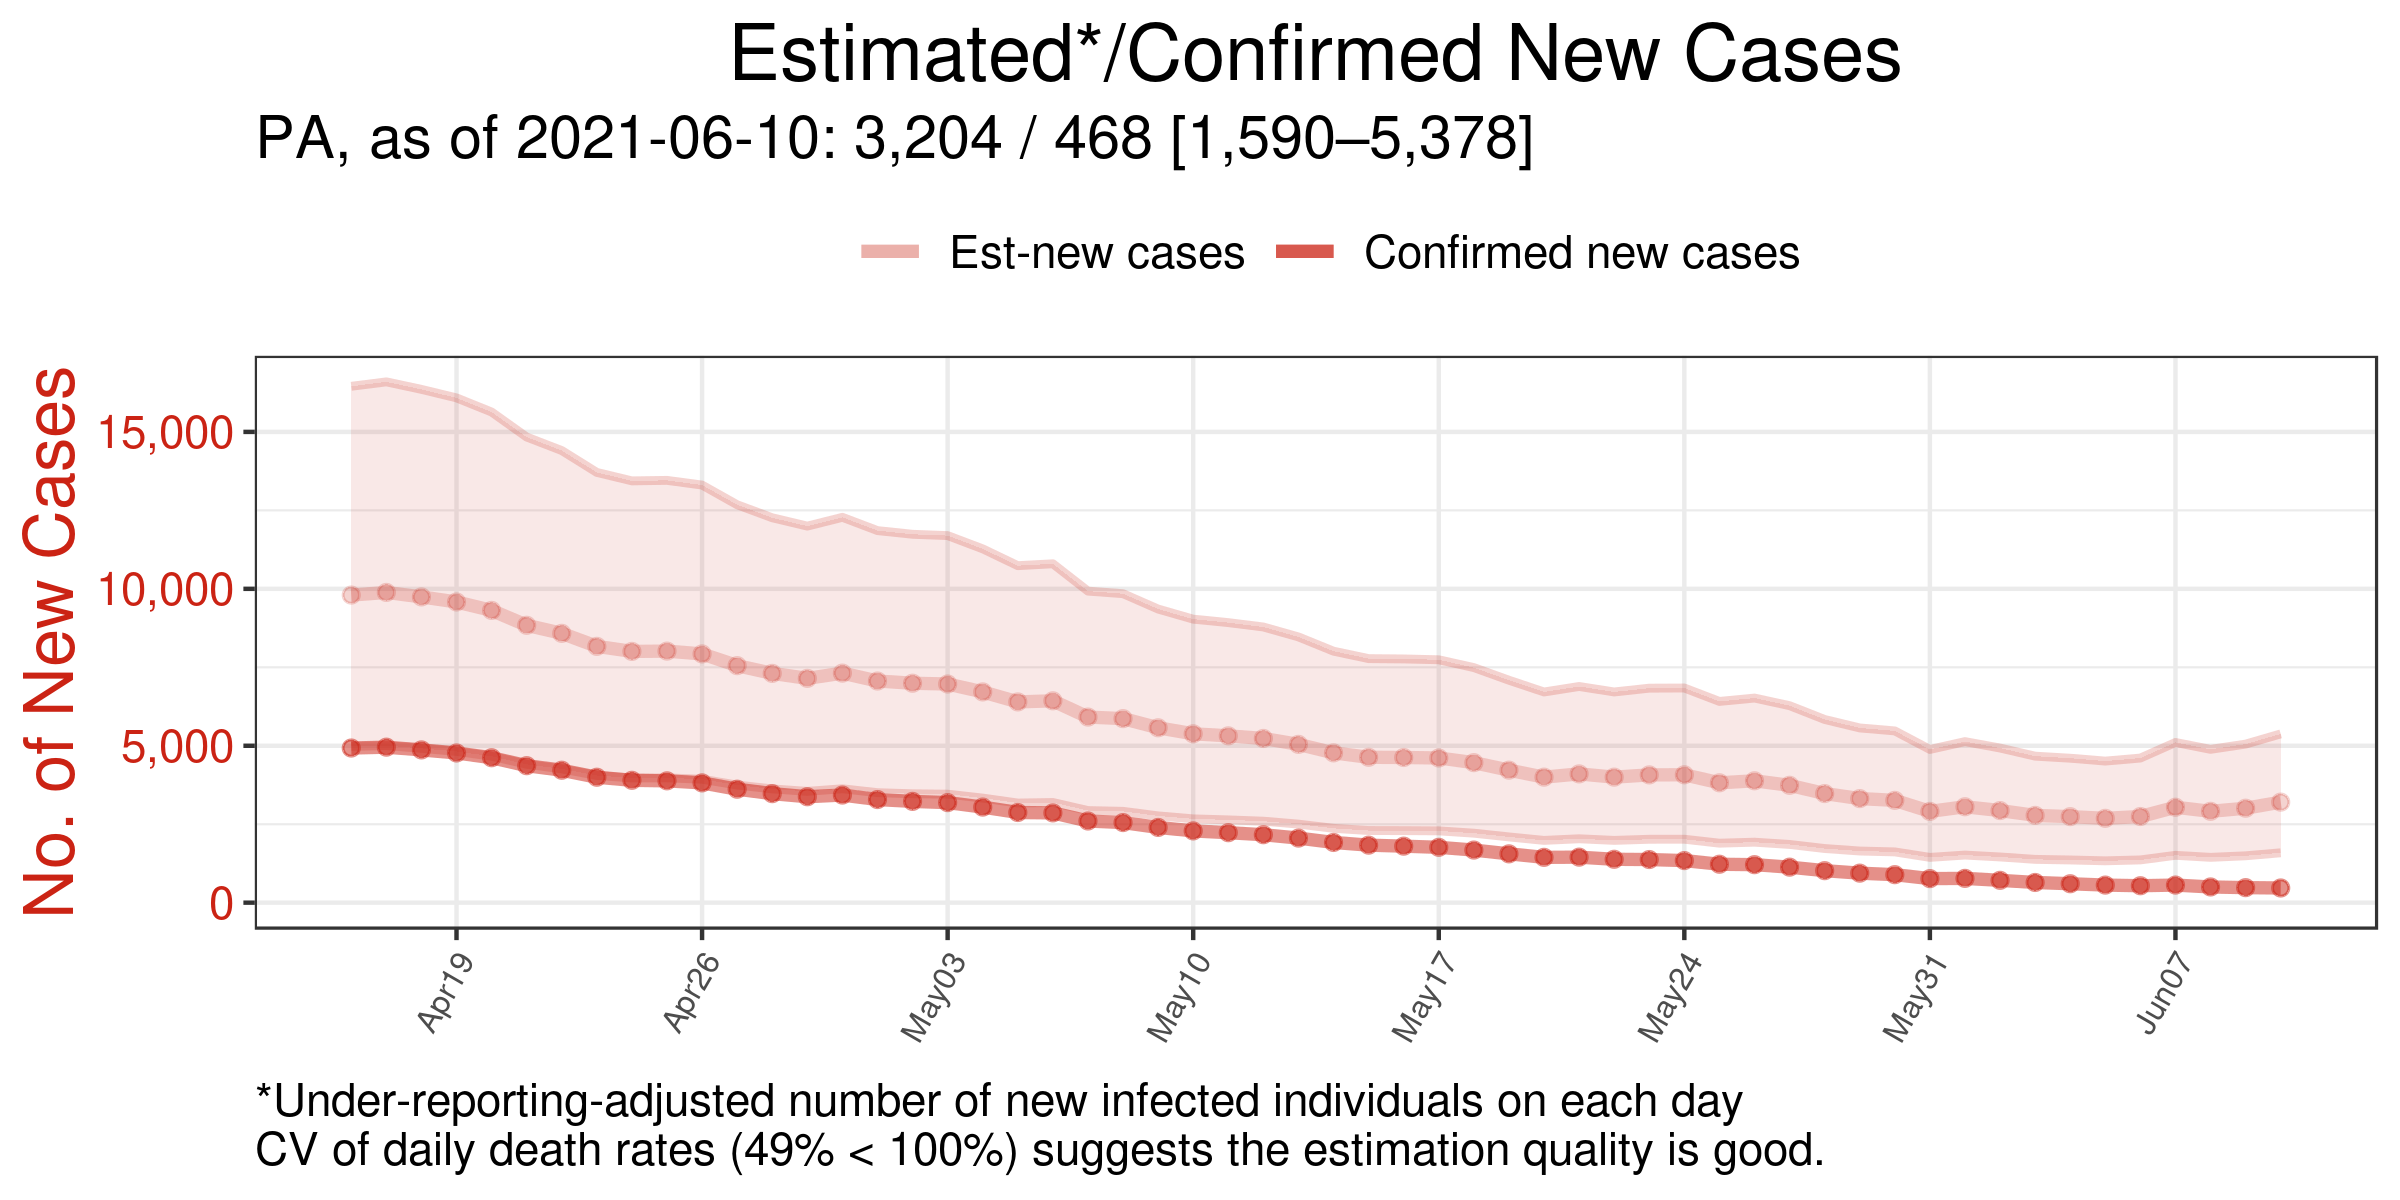 Estimated*/Confirmed New Cases
PA, as of 2021-06-10: 3,204 / 468 [1,590–5,378]
Est-new cases Confirmed new cases
No. of New Cases
15,000
10,000
5,000
0
Apr19 Apr26 May03 May10 May17 May24 May31 Jun07
*Under-reporting-adjusted number of new infected individuals on each day
CV of daily death rates (49% < 100%) suggests the estimation quality is good.